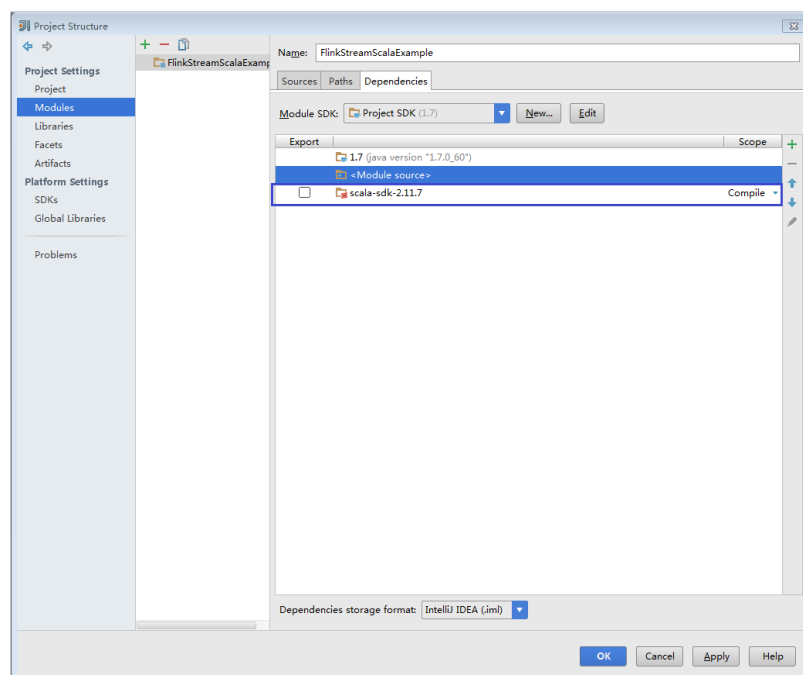 Project Structure
Name: FlinkStreamScalaExample
FlinkStreamScalaExamp
Project Settings
Project
Modules
Libraries
Facets
Artifacts
Platform Settings
SDKs
Global Libraries
Problems
Sources Paths Dependencies
Module SDK: Project SDK (1.7) New... Edit
Export Scope
1.7 (java version "1.7.0_60")
<Module source>
scala-sdk-2.11.7 Compile
Dependencies storage format: IntelliJ IDEA (.iml)
OK Cancel Apply Help